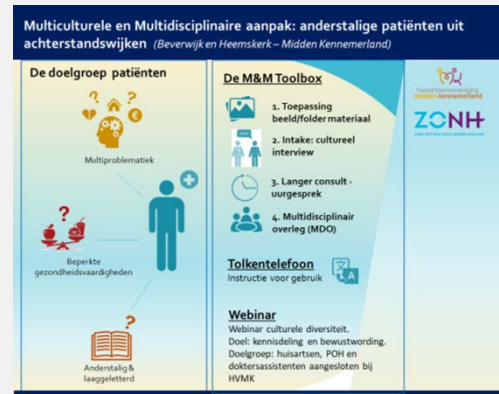 Multiculturele en Multidisciplinaire aanpak: anderstalige patiënten uit
achterstandswijken (Beverwijk en Heemskerk – Midden Kennemerland)
De doelgroep patiënten
Multiproblematiek
Beperkte
gezondheidsvaardigheden
Anderstalig &
laaggeletterd
De M&M Toolbox
1. Toepassing
beeld/folder materiaal
2. Intake: cultureel
interview
3. Langer consult -
uurgesprek
4. Multidisciplinair
overleg (MDO)
Tolkentelefoon
Instructie voor gebruik
Webinar
Webinar culturele diversiteit.
Doel: kennisdeling en bewustwording.
Doelgroep: huisartsen, POH en
doktersassistenten aangesloten bij
HVMK
huisartsenvereniging
midden-kennemerland
ZONH